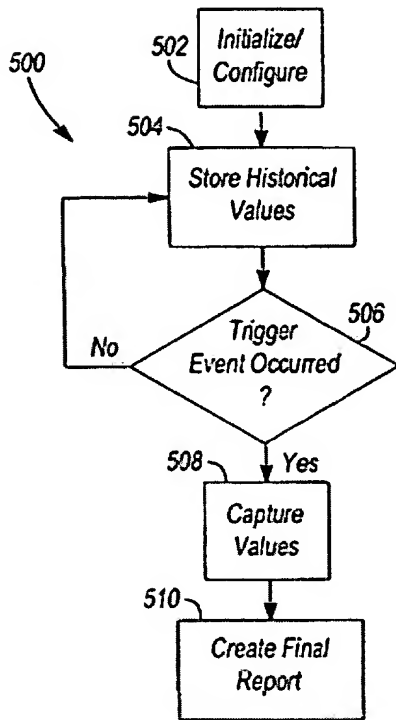 502
Initialize/
Configure
500
504
Store Historical
Values
506
Trigger
Event Occurred
?
No
Yes
508
Capture
Values
510
Create Final
Report